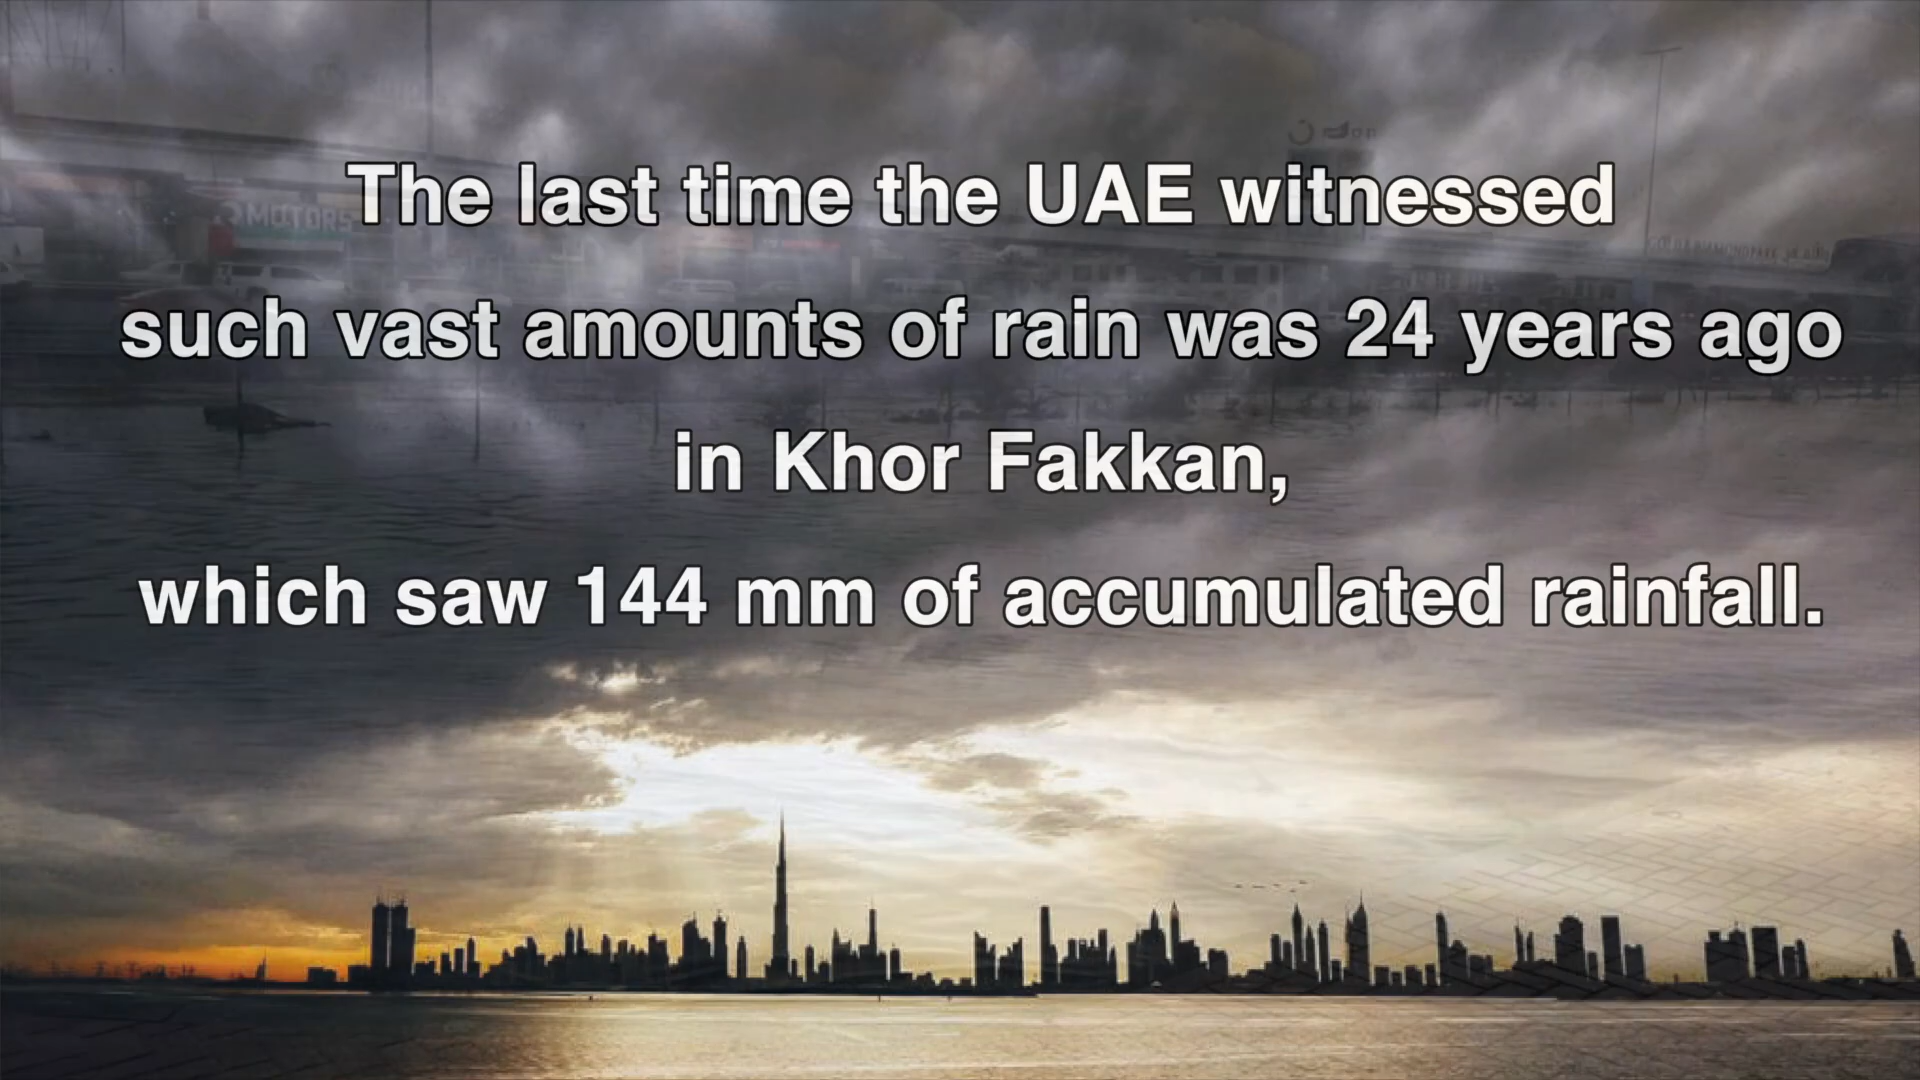 MOTORS
The last time the UAE witnessed
such vast amounts of rain was 24 years ago
in Khor Fakkan,
which saw 144 mm of accumulated rainfall.